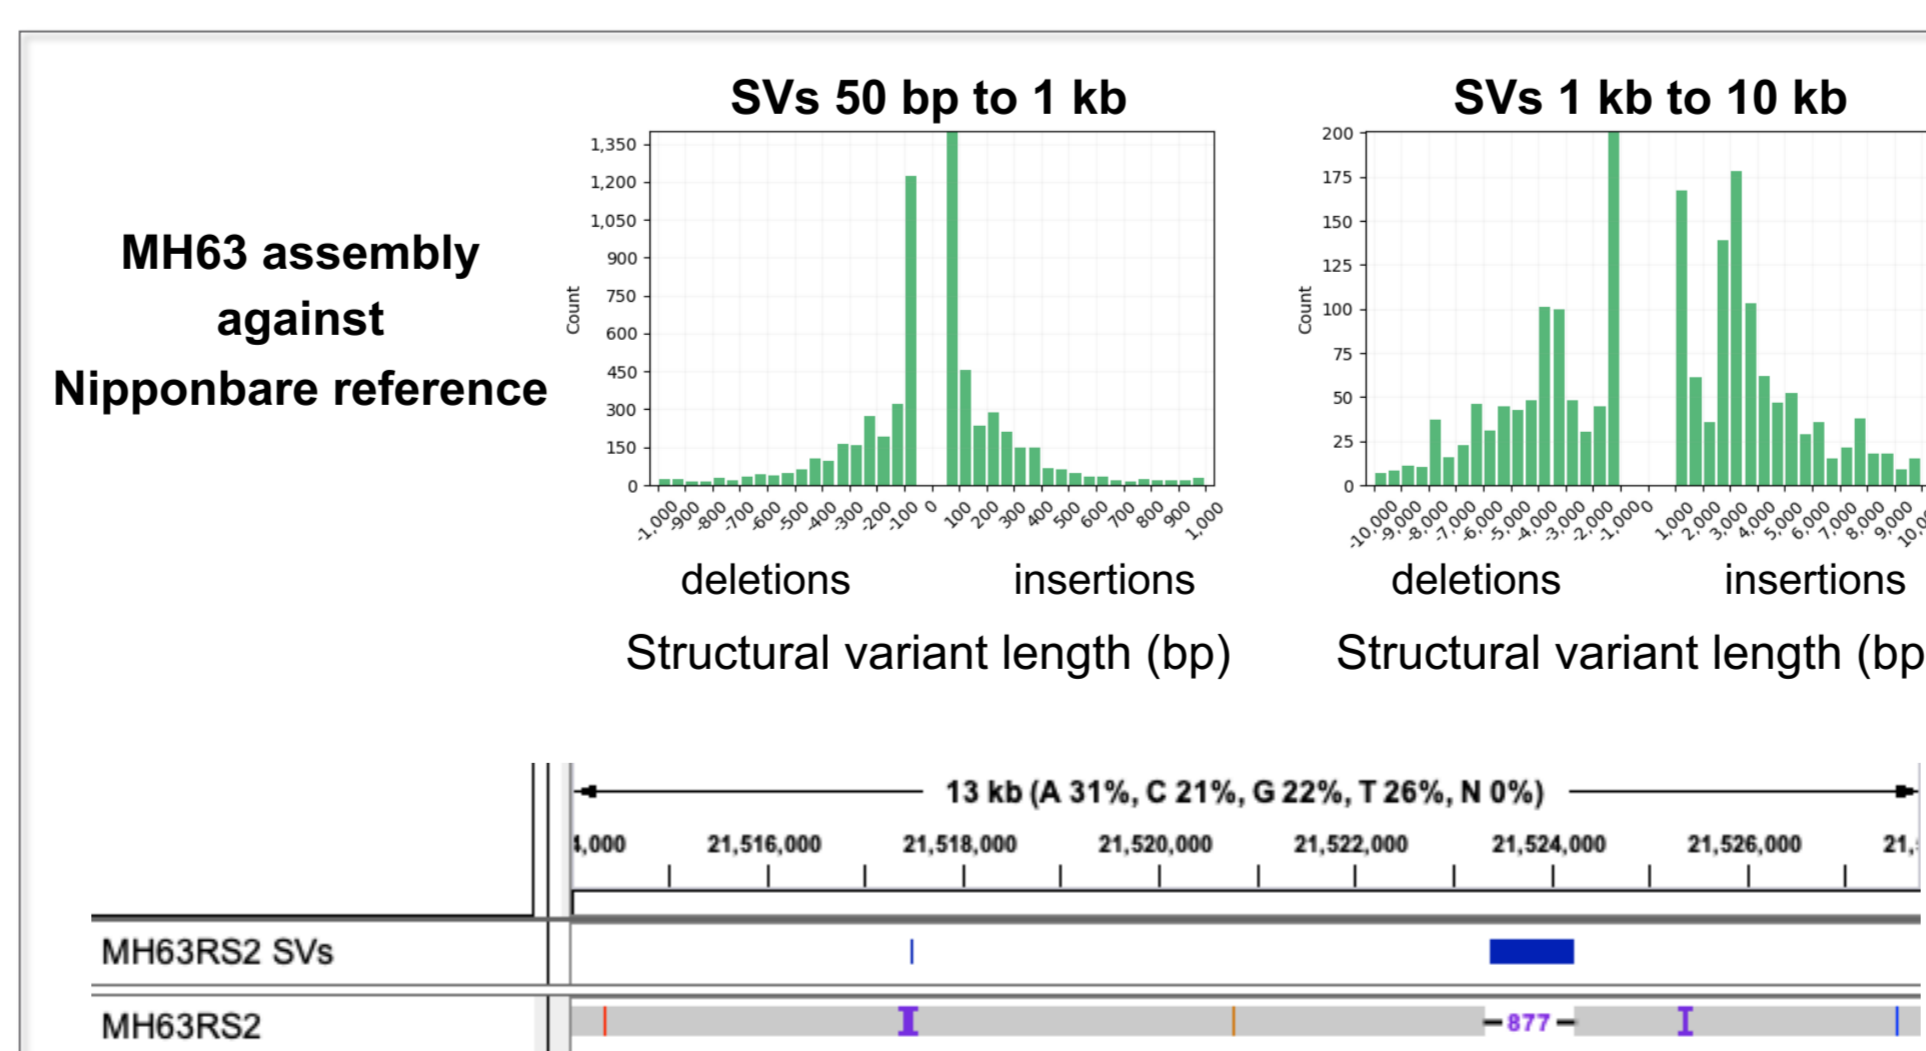 SVs 50 bp to 1 kb
SVs 1 kb to 10 kb
MH63 assembly
against
Nipponbare reference
Count
1,350
1,200
1,050
900
750
600
450
300
150
0
-1,000 -900 -800 -700 -600 -500 -400 -300 -200 -100 0 100 200 300 400 500 600 700 800 900 1,000
deletions insertions
Structural variant length (bp)
Count
200
175
150
125
100
75
50
25
0
-10,000 -9,000 -8,000 -7,000 -6,000 -5,000 -4,000 -3,000 -2,000 -1,000 0 1,000 2,000 3,000 4,000 5,000 6,000 7,000 8,000 9,000
deletions insertions
Structural variant length (bp
13 kb (A 31%, C 21%, G 22%, T 26%, N 0%)
4,000 21,516,000 21,518,000 21,520,000 21,522,000 21,524,000 21,526,000
MH63RS2 SVs
MH63RS2
877